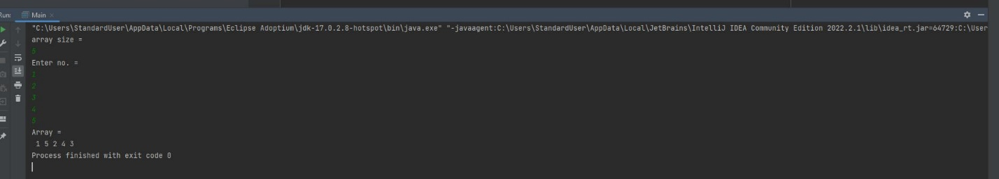 Run: Main
"C:\Users\StandardUser\AppData\Local\Programs\Eclipse Adoptium\jdk-17.0.2.8-hotspot\bin\java.exe" "-javaagent:C:\Users\StandardUser\AppData\Local\JetBrains\IntelliJ IDEA Community Edition 2022.2.1\lib\idea_rt.jar=64729:C:\User
array size =
5
Enter no. =
1
2
3
4
5
Array =
1 5 2 4 3
Process finished with exit code 0